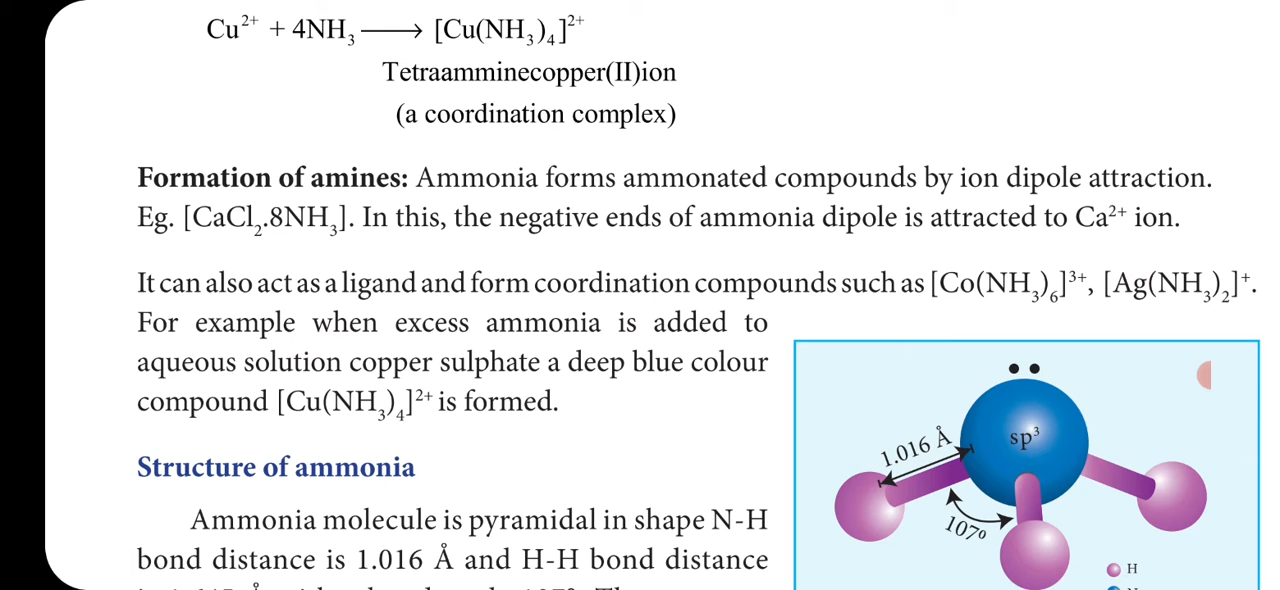 Cu²⁺ + 4NH₃ ⟶ [Cu(NH₃)₄]²⁺
Tetraamminecopper(II)ion
(a coordination complex)
Formation of amines: Ammonia forms ammonated compounds by ion dipole attraction.
Eg. [CaCl₂.8NH₃]. In this, the negative ends of ammonia dipole is attracted to Ca²⁺ ion.
It can also act as a ligand and form coordination compounds such as [Co(NH₃)₆]³⁺, [Ag(NH₃)₂]⁺.
For example when excess ammonia is added to
aqueous solution copper sulphate a deep blue colour
compound [Cu(NH₃)₄]²⁺ is formed.
Structure of ammonia
Ammonia molecule is pyramidal in shape N-H
bond distance is 1.016 Å and H-H bond distance
sp³
1.016 Å
107⁰
H